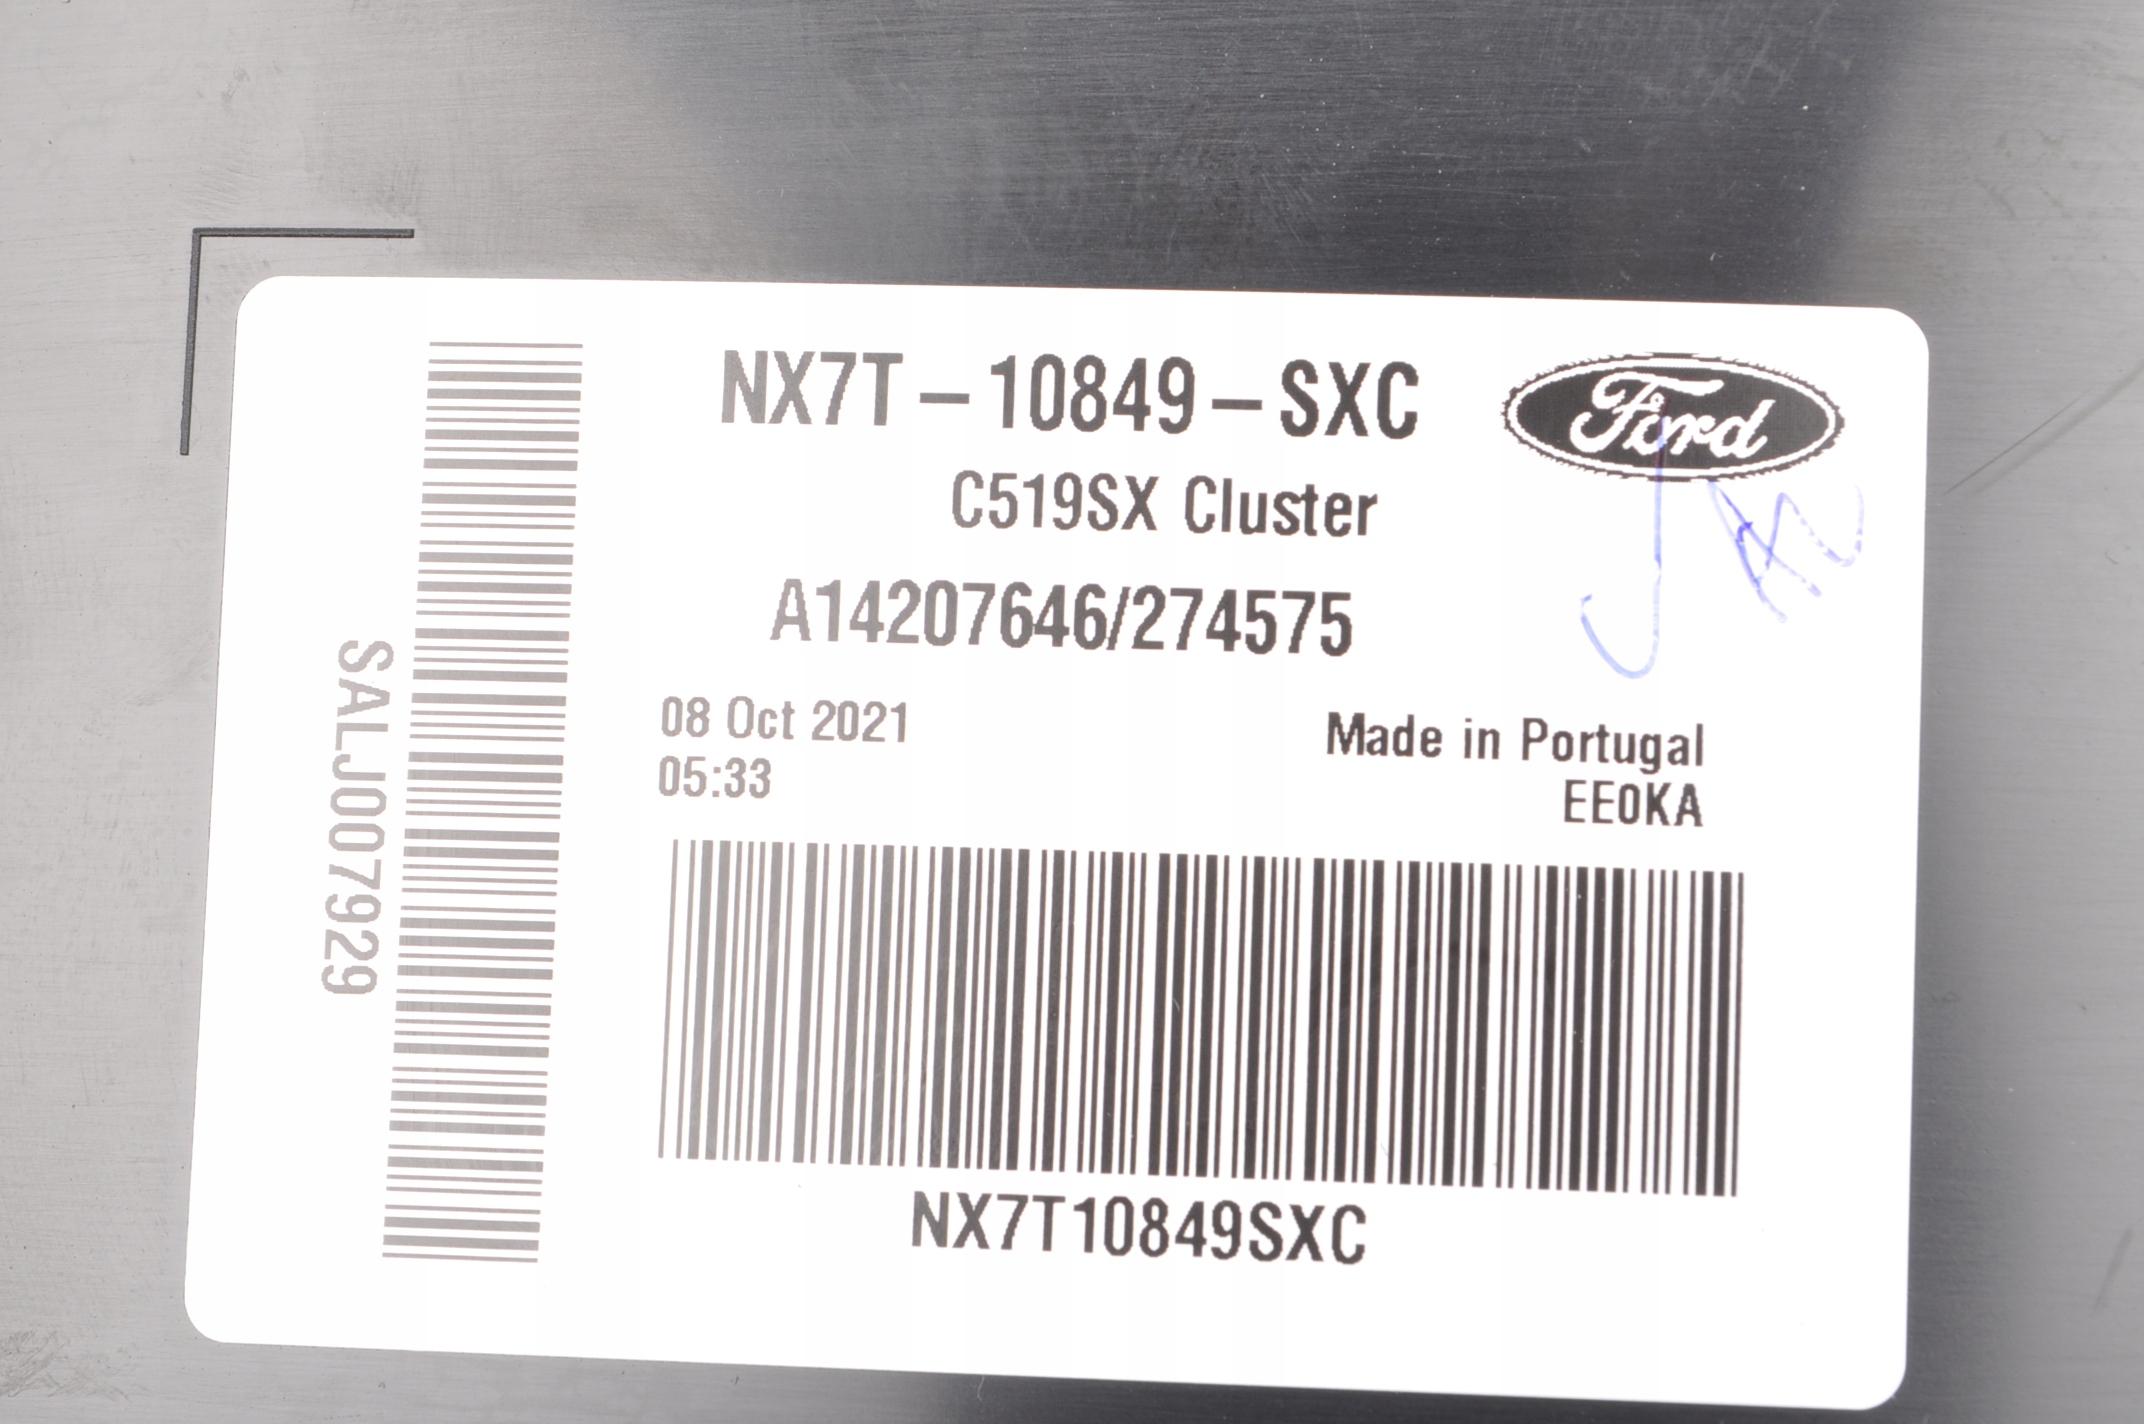 NX7T-10849-SXC
Ford
C519SX Cluster
A14207646/274575
08 Oct 2021
05:33
Made in Portugal
EE0KA
SALJ007929
NX7T10849SXC